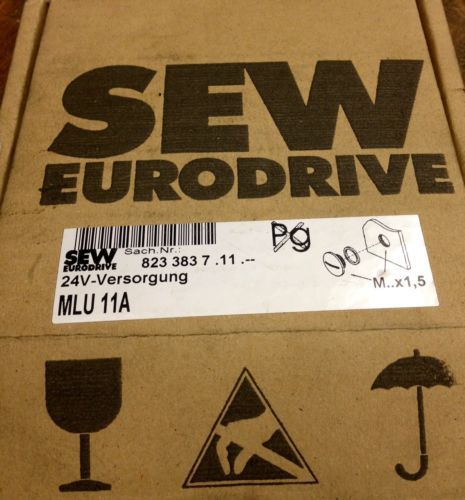 SEW
EURODRIVE
SEW
EURODRIVE
Sach.Nr.:
823 383 7 .11 .--
24V-Versorgung
MLU 11A
Pg
M..x1,5